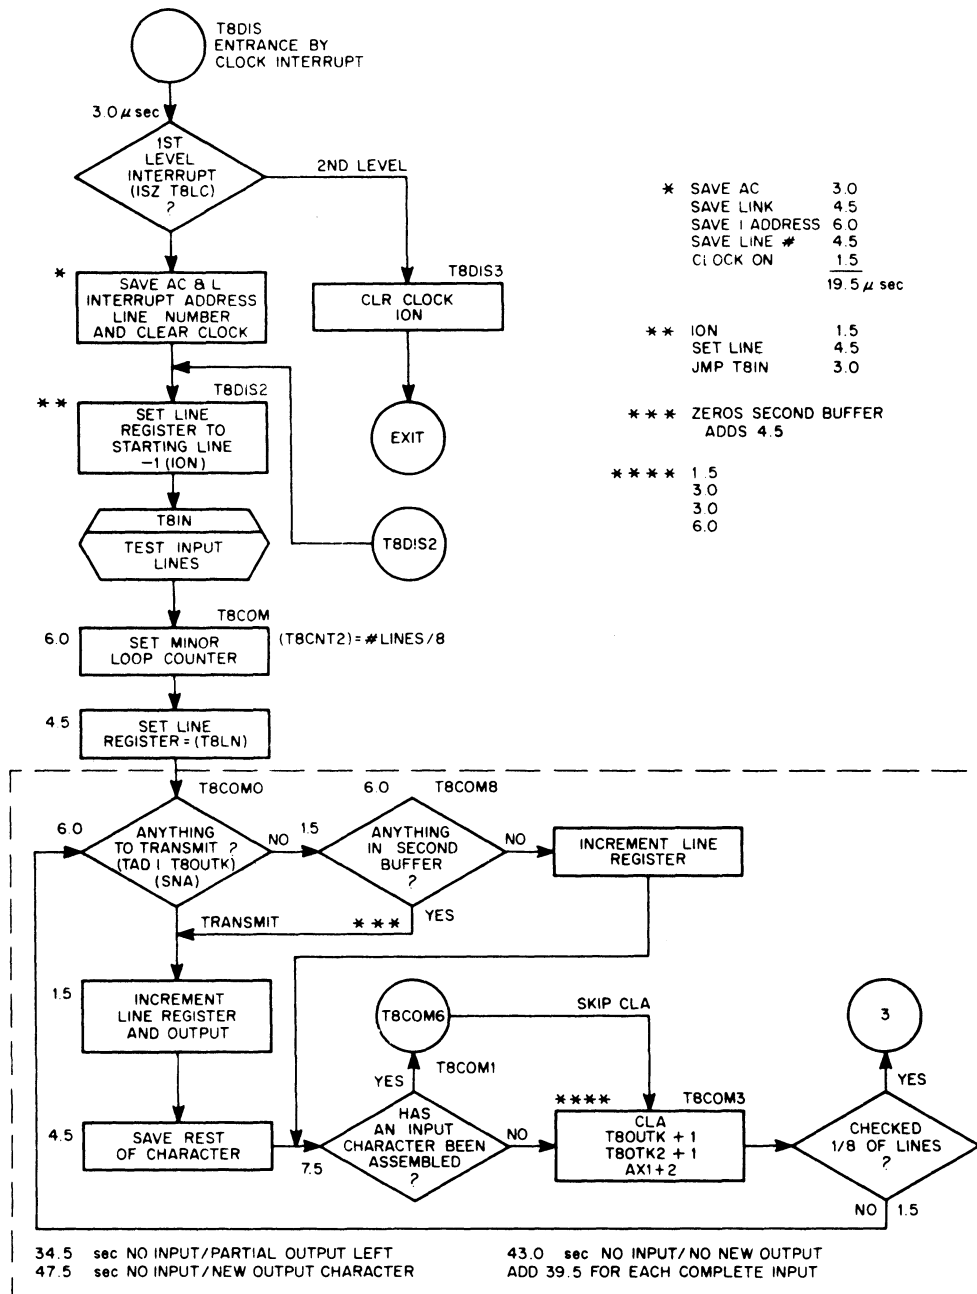 T8DIS
ENTRANCE BY
CLOCK INTERRUPT
3.0 μ sec
1ST
LEVEL
INTERRUPT
(ISZ T8LC)
?
2ND LEVEL
*
SAVE AC & L
INTERRUPT ADDRESS
LINE NUMBER
AND CLEAR CLOCK
T8DIS3
CLR CLOCK
ION
EXIT
T8DIS2
**
SET LINE
REGISTER TO
STARTING LINE
-1 (ION)
T8IN
TEST INPUT
LINES
T8DIS2
* SAVE AC 3.0
SAVE LINK 4.5
SAVE I ADDRESS 6.0
SAVE LINE # 4.5
CLOCK ON 1.5
19.5 μ sec
** ION 1.5
SET LINE 4.5
JMP T8IN 3.0
*** ZEROS SECOND BUFFER
ADDS 4.5
**** 1.5
3.0
3.0
6.0
T8COM
6.0
SET MINOR
LOOP COUNTER
(T8CNT2)=#LINES/8
4.5
SET LINE
REGISTER=(T8LN)
T8COM0
6.0
ANYTHING
TO TRANSMIT ?
(TAD I T8OUTK)
(SNA)
NO
1.5
6.0
T8COM8
ANYTHING
IN SECOND
BUFFER
?
NO
INCREMENT LINE
REGISTER
YES
***
TRANSMIT
1.5
INCREMENT
LINE REGISTER
AND OUTPUT
4.5
SAVE REST
OF CHARACTER
T8COM6
SKIP CLA
YES
T8COM1
7.5
HAS
AN INPUT
CHARACTER BEEN
ASSEMBLED
?
NO
****
T8COM3
CLA
T8OUTK + 1
T8OTK2 + 1
AX1+2
3
YES
CHECKED
1/8 OF LINES
?
NO 1.5
34.5 sec NO INPUT/PARTIAL OUTPUT LEFT
47.5 sec NO INPUT/NEW OUTPUT CHARACTER
43.0 sec NO INPUT/NO NEW OUTPUT
ADD 39.5 FOR EACH COMPLETE INPUT